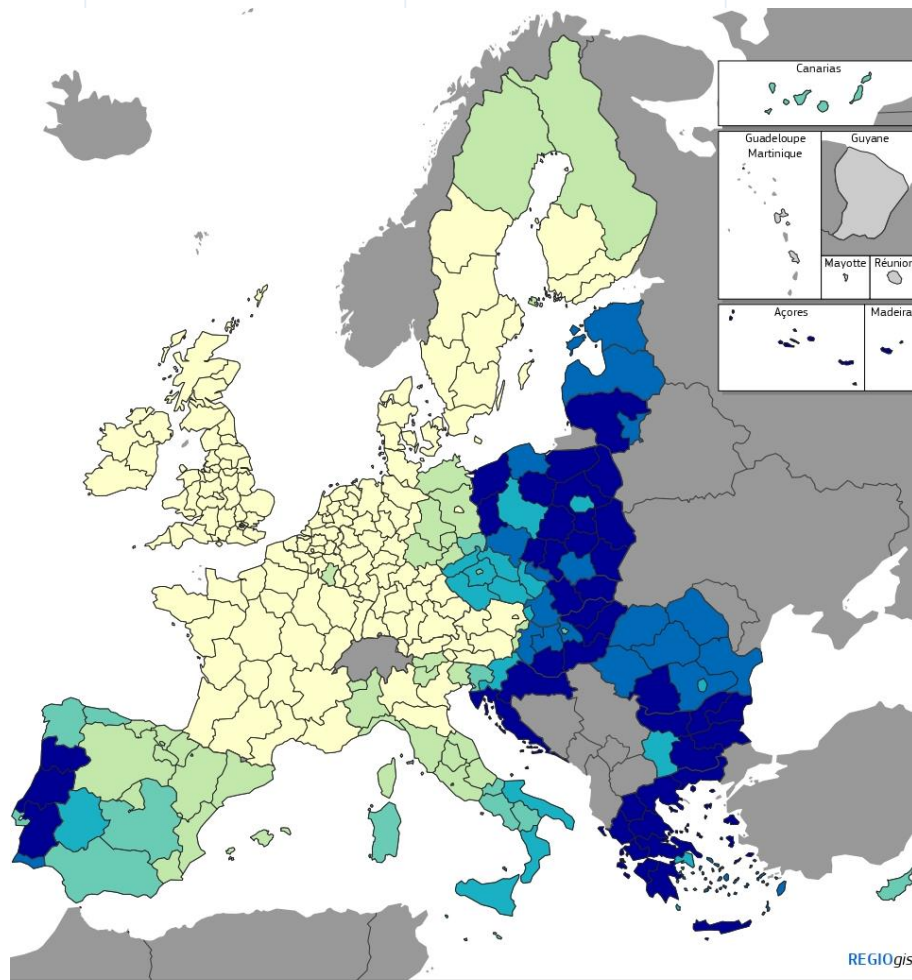 Canarias
Guadeloupe
Martinique
Guyane
Mayotte
Réunion
Açores
Madeira
REGIOgis